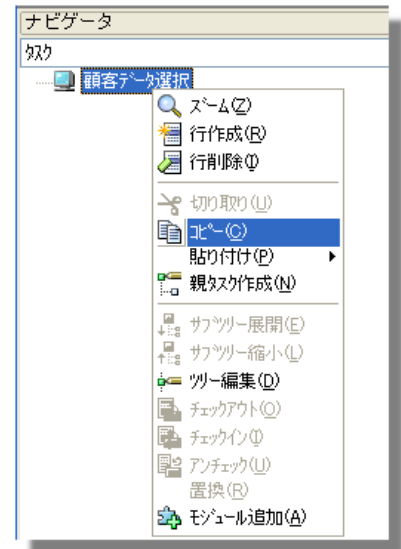 ナビゲータ
ﾀｽｸ
顧客ﾃﾞｰﾀ選択
ｽﾞｰﾑ(Z)
行作成(R)
行削除(I)
切り取り(U)
ｺﾋﾟｰ(C)
貼り付け(P)
親ﾀｽｸ作成(N)
ｻﾌﾞﾂﾘｰ展開(E)
ｻﾌﾞﾂﾘｰ縮小(L)
ﾂﾘｰ編集(D)
ﾁｪｯｸｱｳﾄ(O)
ﾁｪｯｸｲﾝ(I)
ｱﾝﾁｪｯｸ(U)
置換(R)
ﾓｼﾞｭｰﾙ追加(A)